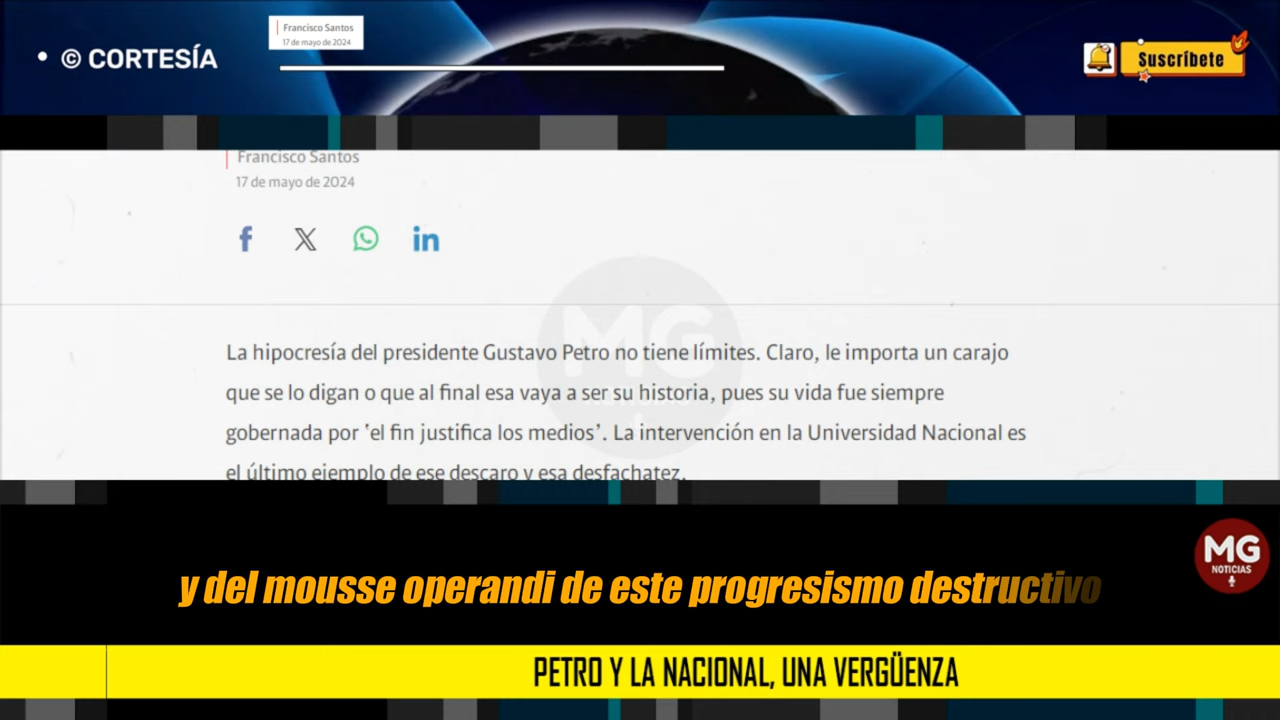 Francisco Santos
17 de mayo de 2024
• © CORTESÍA
Suscríbete
Francisco Santos
17 de mayo de 2024
La hipocresía del presidente Gustavo Petro no tiene límites. Claro, le importa un carajo
que se lo digan o que al final esa vaya a ser su historia, pues su vida fue siempre
gobernada por 'el fin justifica los medios'. La intervención en la Universidad Nacional es
el último ejemplo de ese descaro y esa desfachatez.
MG
NOTICIAS
y del mousse operandi de este progresismo destructivo
MG
NOTICIAS
PETRO Y LA NACIONAL, UNA VERGÜENZA